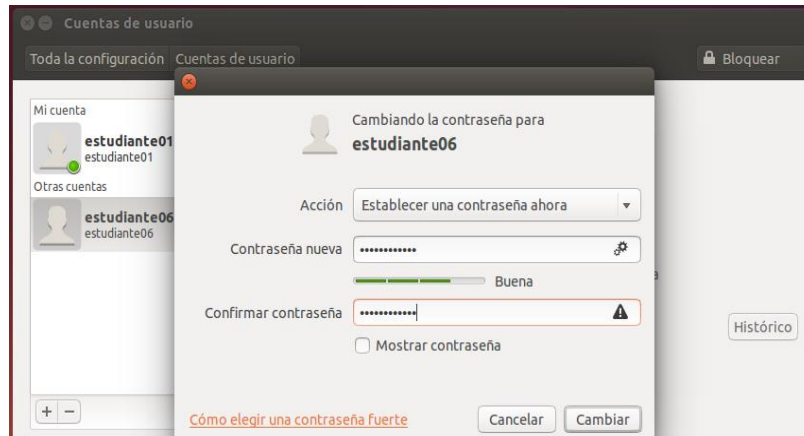 Cuentas de usuario
Toda la configuración Cuentas de usuario
Bloquear
Mi cuenta
estudiante01
estudiante01
Otras cuentas
estudiante06
estudiante06
Cambiando la contraseña para
estudiante06
Acción Establecer una contraseña ahora
Contraseña nueva ••••••••••••
Buena
Confirmar contraseña ••••••••••••
Mostrar contraseña
Cómo elegir una contraseña fuerte Cancelar Cambiar
a
Histórico
+ −